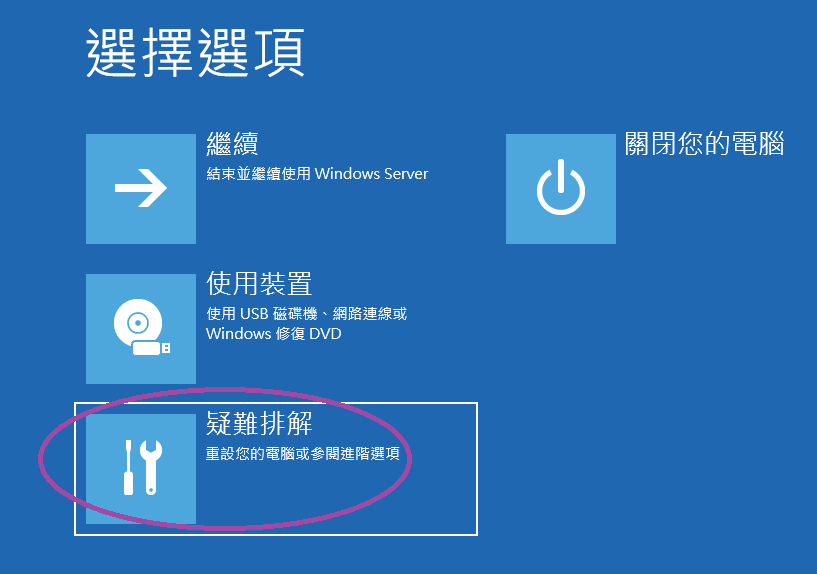 選擇選項
繼續
結束並繼續使用 Windows Server
關閉您的電腦
使用裝置
使用 USB 磁碟機、網路連線或
Windows 修復 DVD
疑難排解
重設您的電腦或參閱進階選項